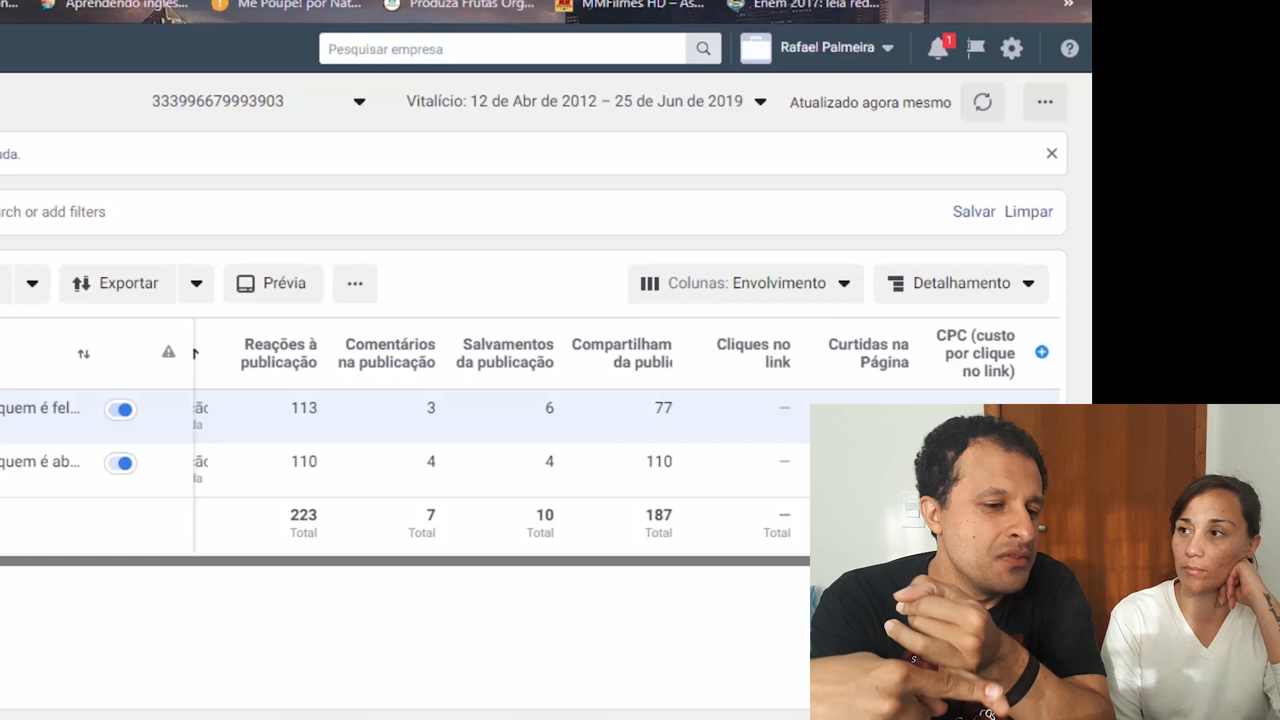 Aprendendo inglês...
Me Poupe! por Nat...
Produza Frutas Org...
MMFilmes HD – As...
Enem 2017: leia red...
»
Pesquisar empresa
Rafael Palmeira
1
333996679993903
Vitalício: 12 de Abr de 2012 – 25 de Jun de 2019
Atualizado agora mesmo
uda.
rch or add filters
Salvar Limpar
Exportar
Prévia
Colunas: Envolvimento
Detalhamento
Reações à publicação
Comentários na publicação
Salvamentos da publicação
Compartilham da publi
Cliques no link
Curtidas na Página
CPC (custo por clique no link)
quem é fel... 113 3 6 77 —
quem é ab... 110 4 4 110 —
223 7 10 187 —
Total Total Total Total Total